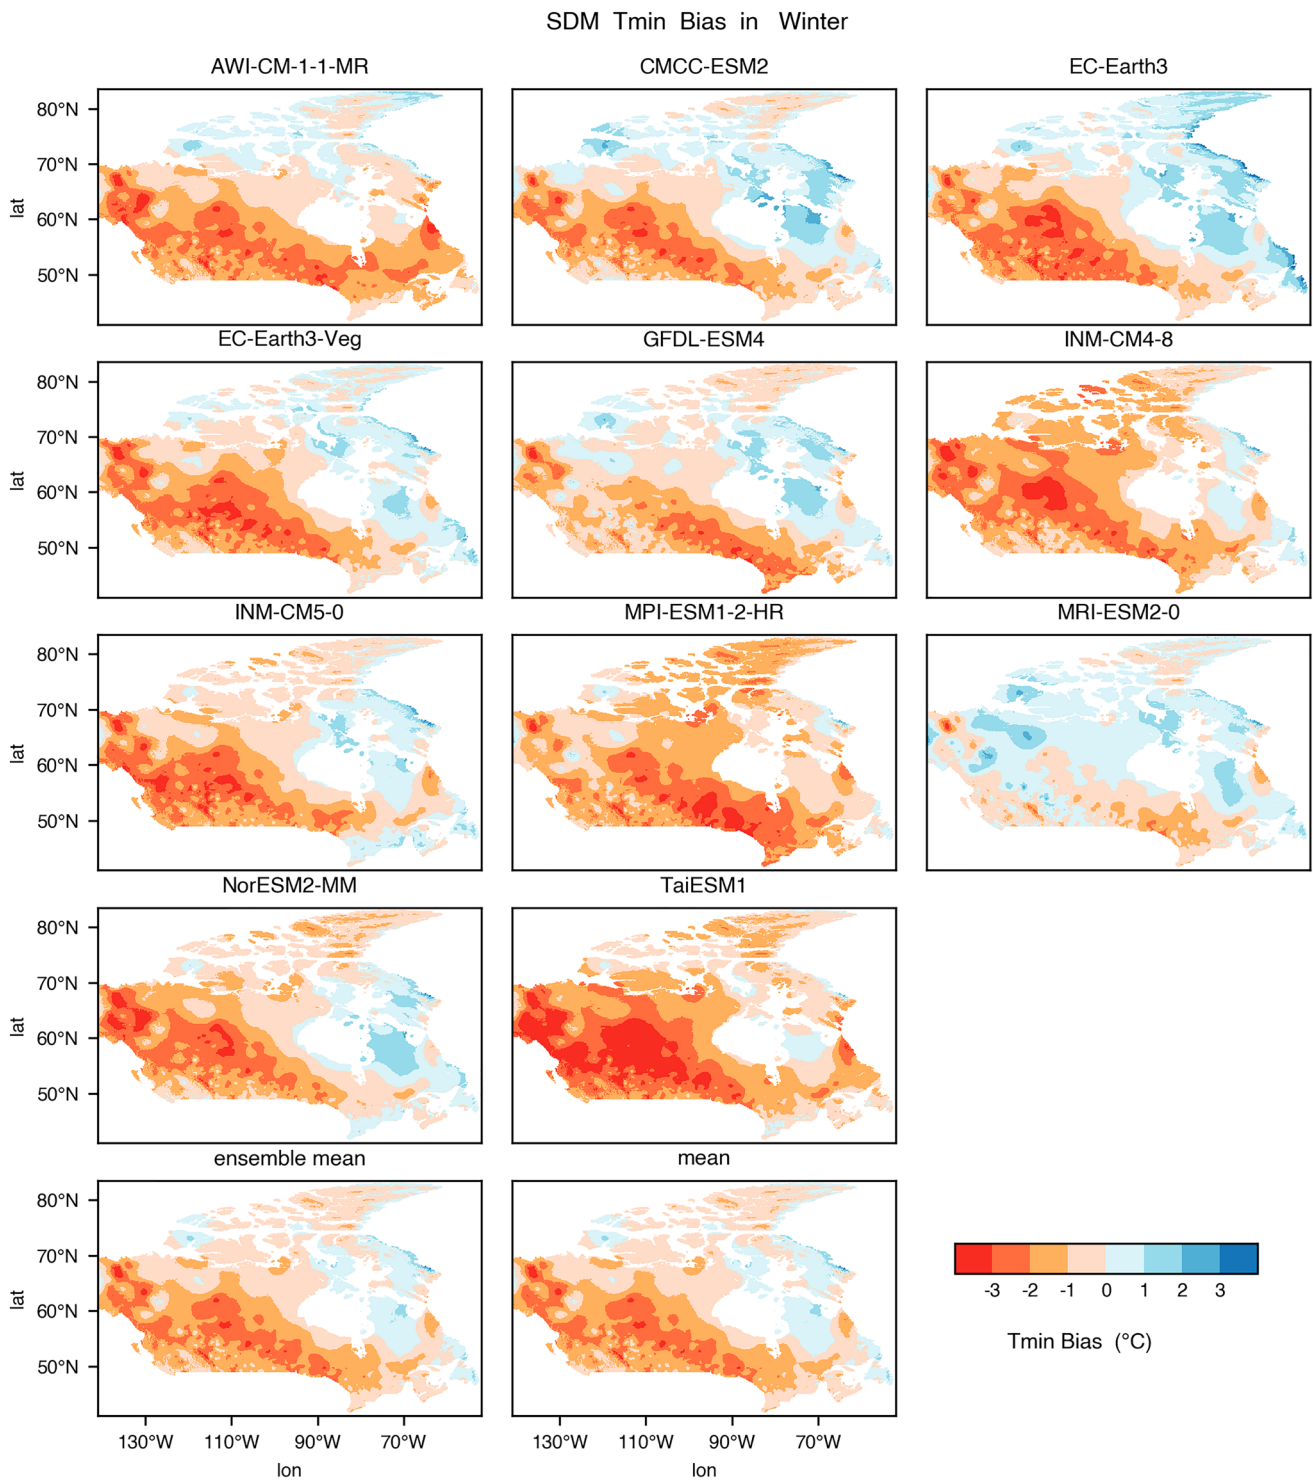 SDM Tmin Bias in Winter
AWI-CM-1-1-MR
CMCC-ESM2
EC-Earth3
80°N
70°N
60°N
50°N
lat
EC-Earth3-Veg
GFDL-ESM4
INM-CM4-8
80°N
70°N
60°N
50°N
lat
INM-CM5-0
MPI-ESM1-2-HR
MRI-ESM2-0
80°N
70°N
60°N
50°N
lat
NorESM2-MM
TaiESM1
80°N
70°N
60°N
50°N
lat
ensemble mean
mean
80°N
70°N
60°N
50°N
lat
130°W 110°W 90°W 70°W
lon
130°W 110°W 90°W 70°W
lon
-3 -2 -1 0 1 2 3
Tmin Bias (°C)